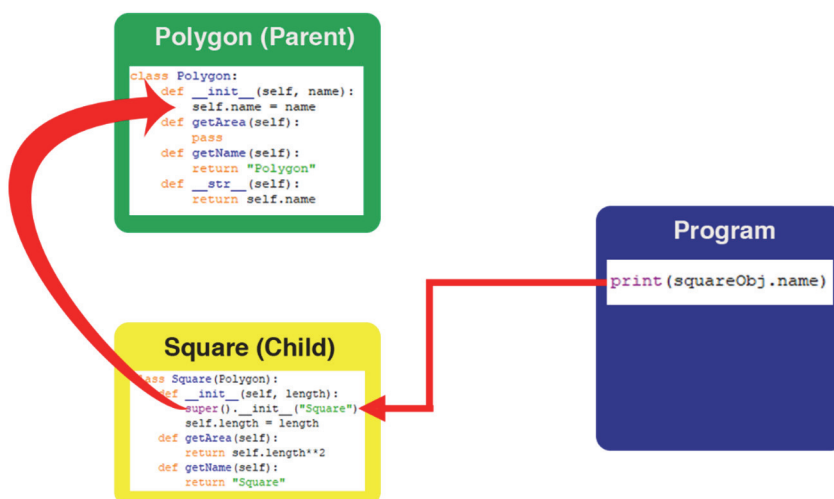 Polygon (Parent)
class Polygon:
    def __init__(self, name):
        self.name = name
    def getArea(self):
        pass
    def getName(self):
        return "Polygon"
    def __str__(self):
        return self.name
Program
print(squareObj.name)
Square (Child)
class Square(Polygon):
    def __init__(self, length):
        super().__init__("Square")
        self.length = length
    def getArea(self):
        return self.length**2
    def getName(self):
        return "Square"